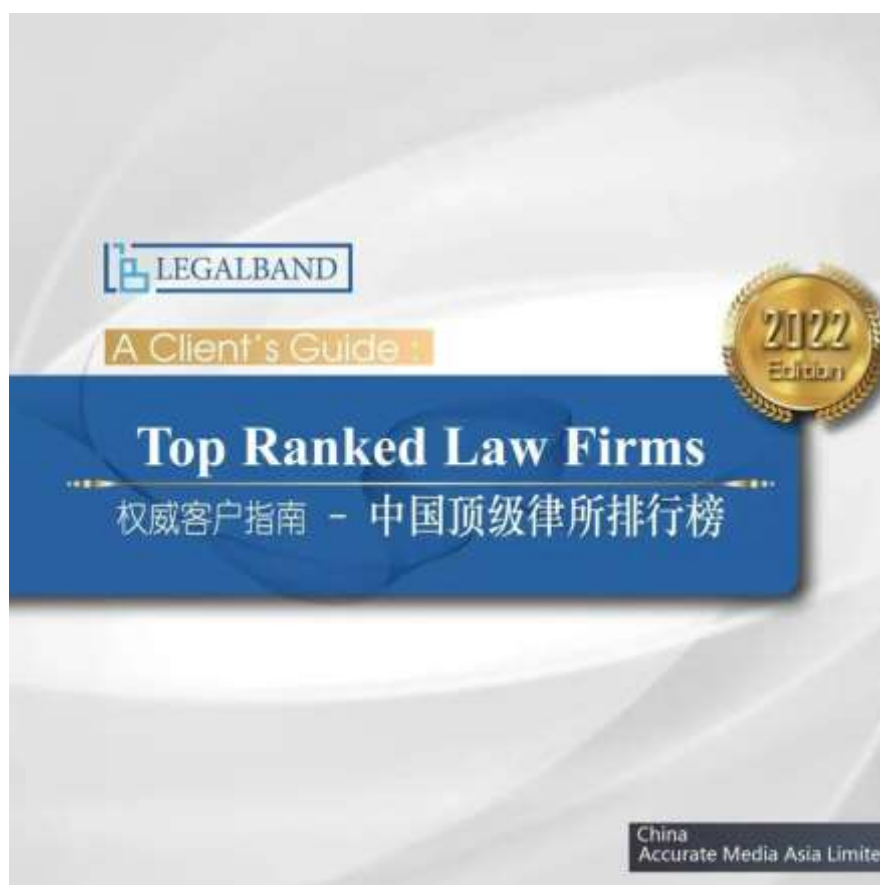 LEGALBAND
A Client's Guide :
2022
Edition
Top Ranked Law Firms
权威客户指南 - 中国顶级律所排行榜
China
Accurate Media Asia Limite